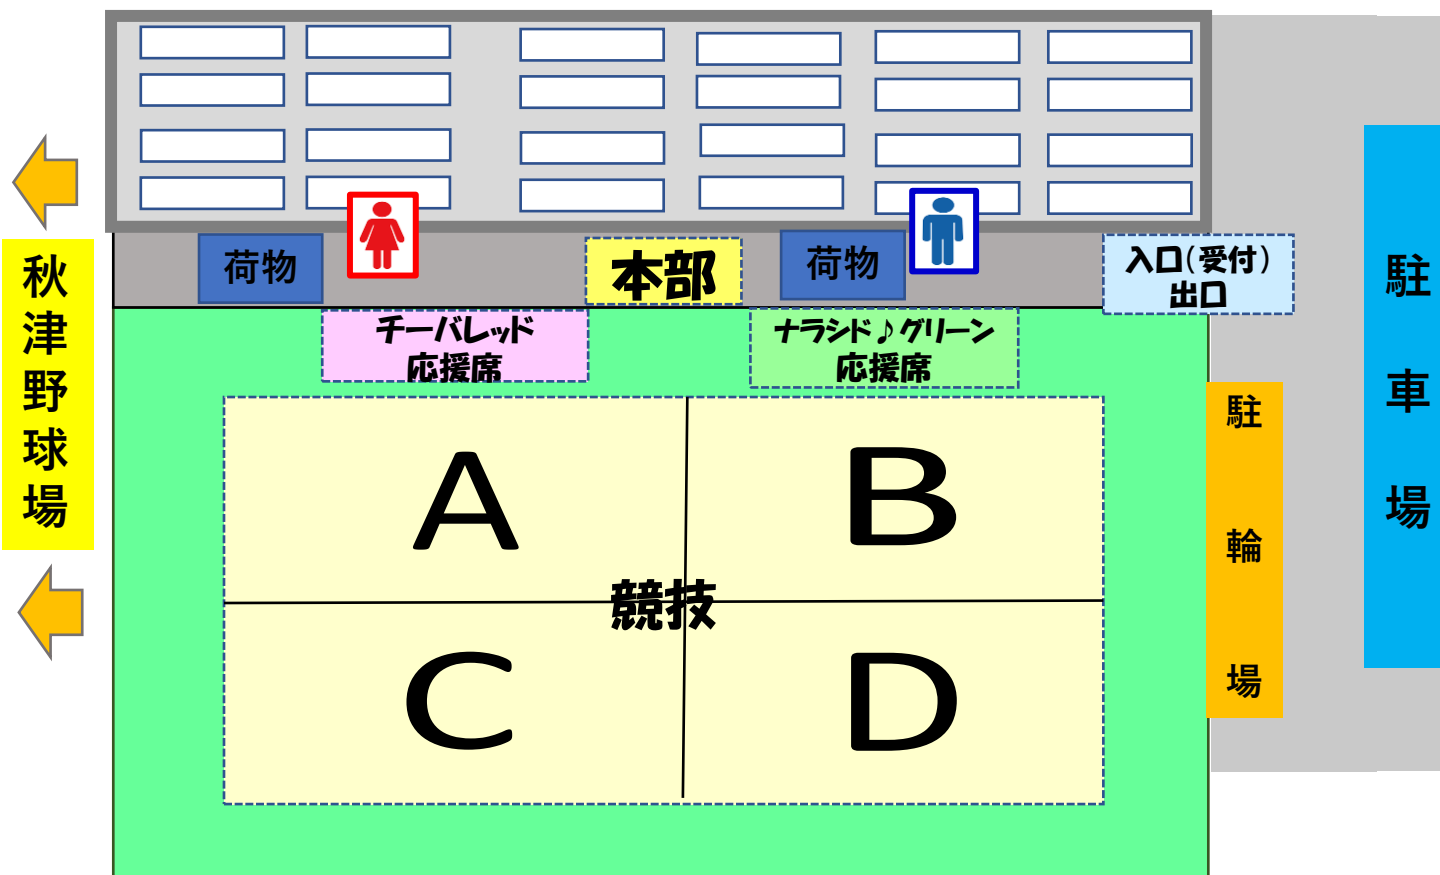 荷物
本部
荷物
入口(受付)
出口
チーバレッド
応援席
ナラシド♪グリーン
応援席
秋津野球場
駐車場
駐輪場
A
B
競技
C
D